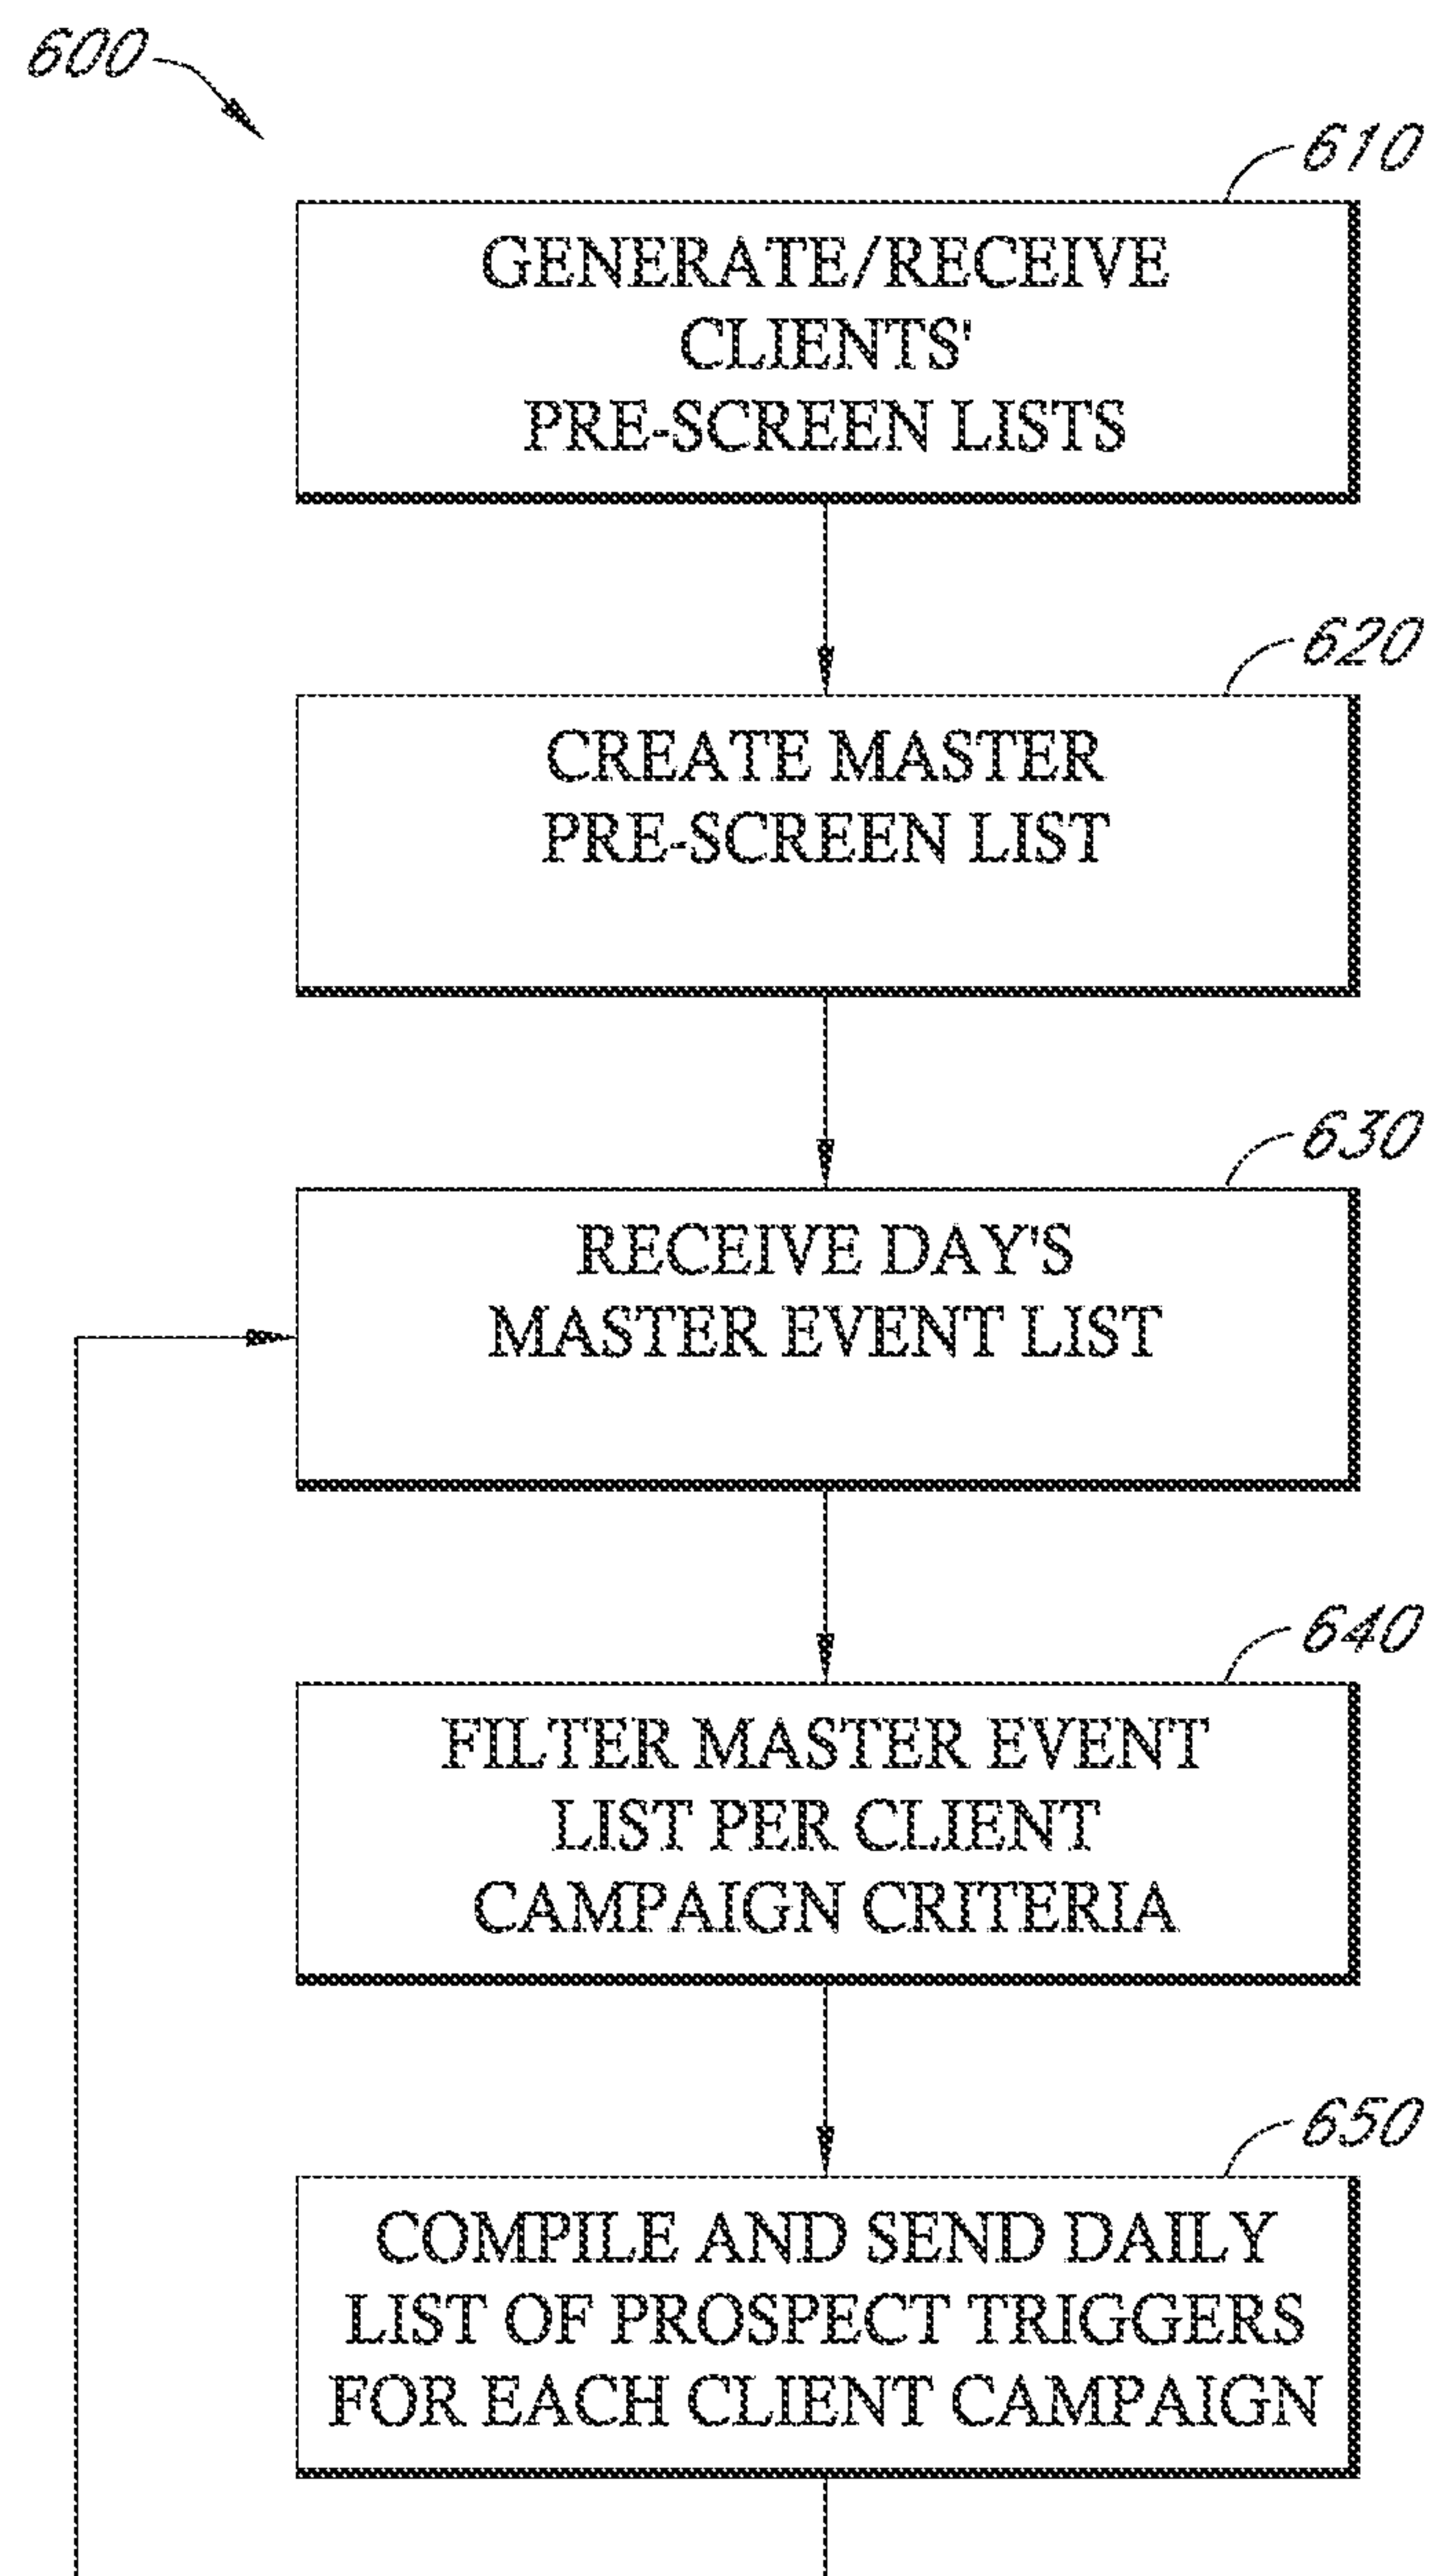 600
610
GENERATE/RECEIVE
CLIENTS'
PRE-SCREEN LISTS
620
CREATE MASTER
PRE-SCREEN LIST
630
RECEIVE DAY'S
MASTER EVENT LIST
640
FILTER MASTER EVENT
LIST PER CLIENT
CAMPAIGN CRITERIA
650
COMPILE AND SEND DAILY
LIST OF PROSPECT TRIGGERS
FOR EACH CLIENT CAMPAIGN